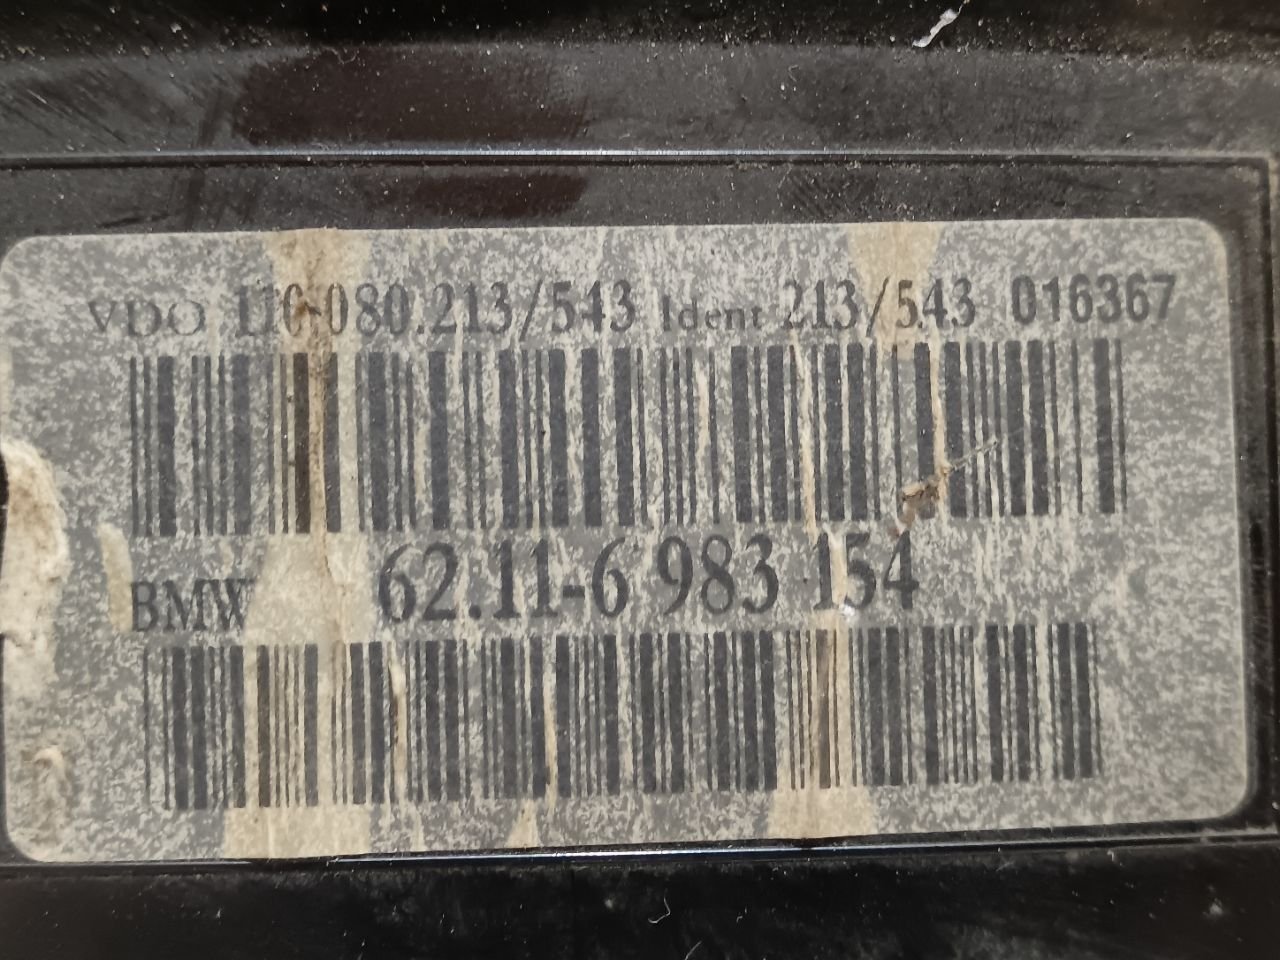 VDO 110-080.213/543 Ident 213/543 016367
BMW 62.11-6 983 154